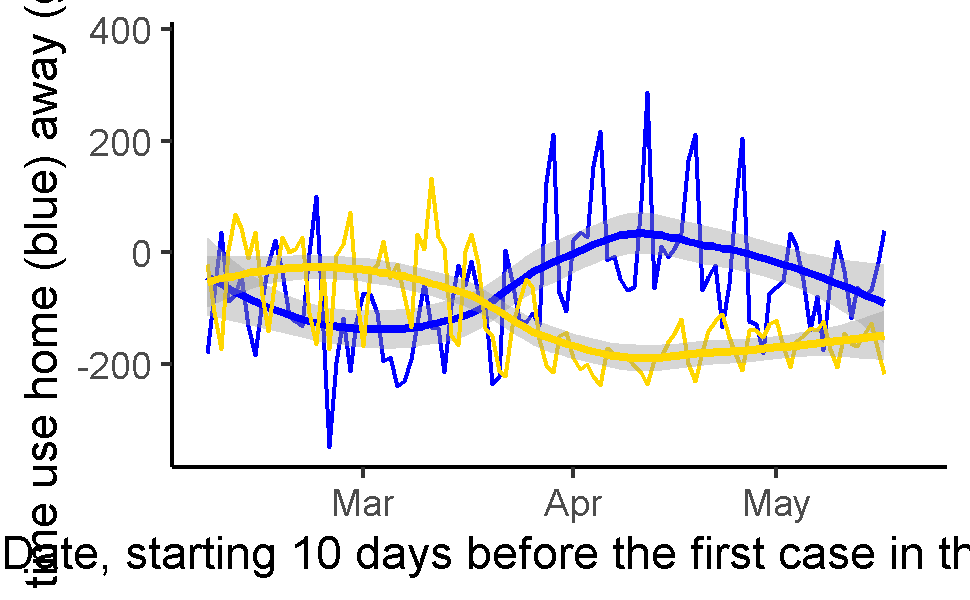 400
200
0
-200
time use home (blue) away (
Mar Apr May
Date, starting 10 days before the first case in th